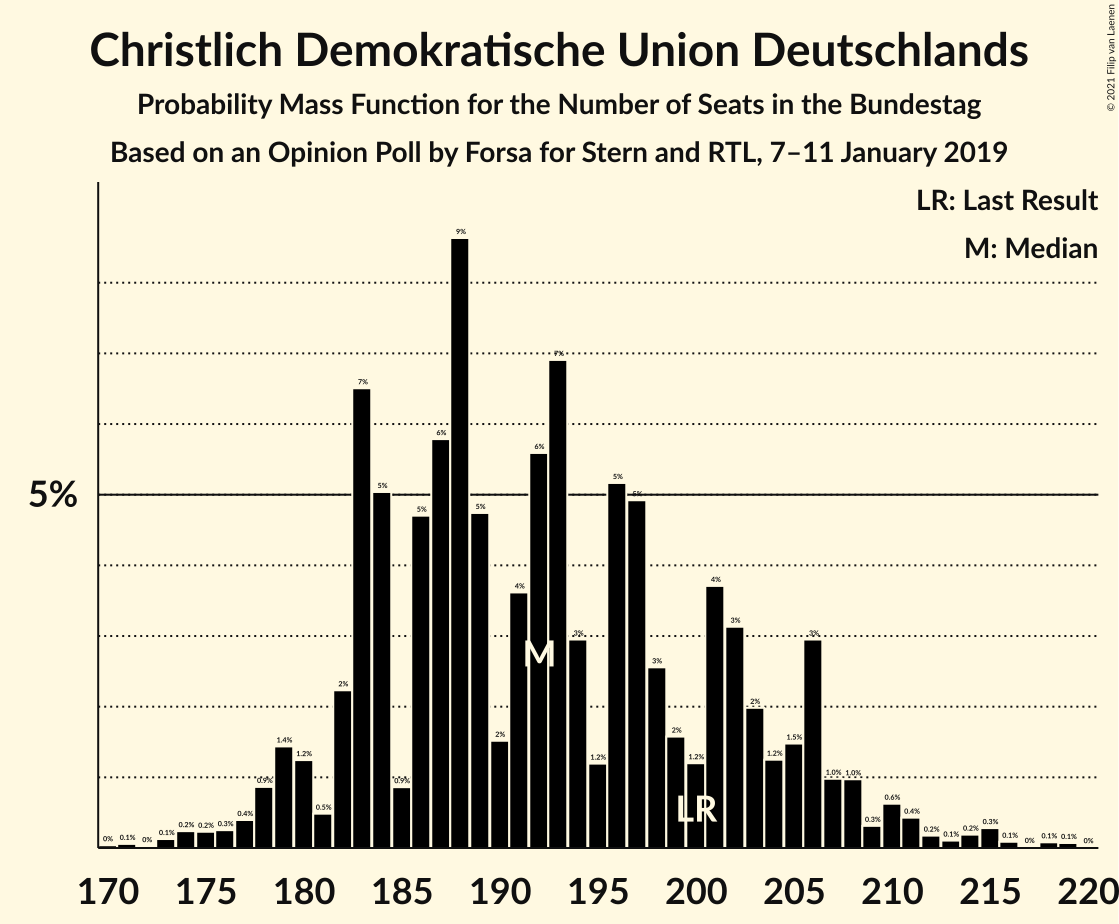 Christlich Demokratische Union Deutschlands
Probability Mass Function for the Number of Seats in the Bundestag
Based on an Opinion Poll by Forsa for Stern and RTL, 7–11 January 2019
© 2021 Filip van Laenen
LR: Last Result
M: Median
5%
0% 0.1% 0% 0.1% 0.2% 0.2% 0.3% 0.4% 0.9% 1.4% 1.2% 0.5% 2% 7% 5% 0.9% 5% 6% 9% 5% 2% 4% 6% 7% 3% 1.2% 5% 5% 3% 2% 1.2% 4% 3% 2% 1.2% 1.5% 3% 1.0% 1.0% 0.3% 0.6% 0.4% 0.2% 0.1% 0.2% 0.3% 0.1% 0% 0.1% 0.1% 0%
M
LR
170 175 180 185 190 195 200 205 210 215 220